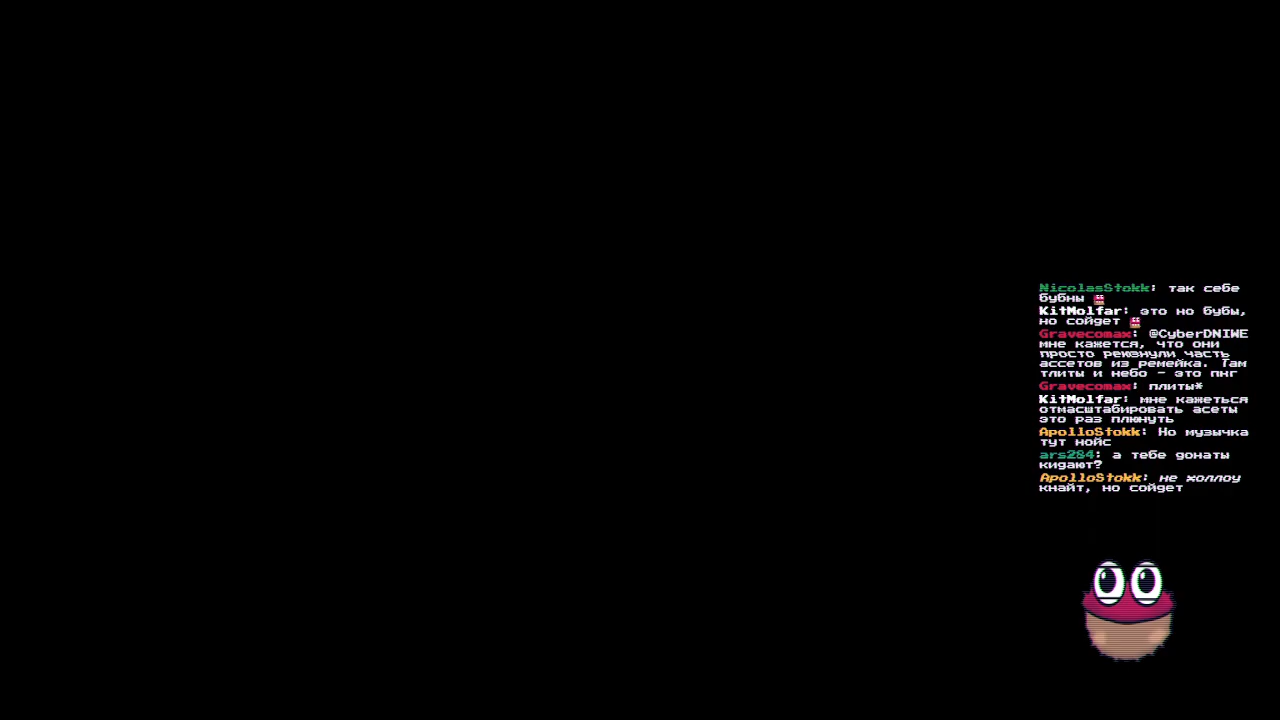 NicolasStokk: так себе
бубны
KitMolfar: это но бубы,
но сойдет
Gravecomax: @CyberDNIWE
мне кажется, что они
просто реюзнули часть
ассетов из ремейка. Там
тлиты и небо - это пнг
Gravecomax: плиты*
KitMolfar: мне кажеться
отмасштабировать асеты
это раз плюнуть
ApolloStokk: Но музычка
тут нойс
ars284: а тебе донаты
кидают?
ApolloStokk: не холлоу
кнайт, но сойдет